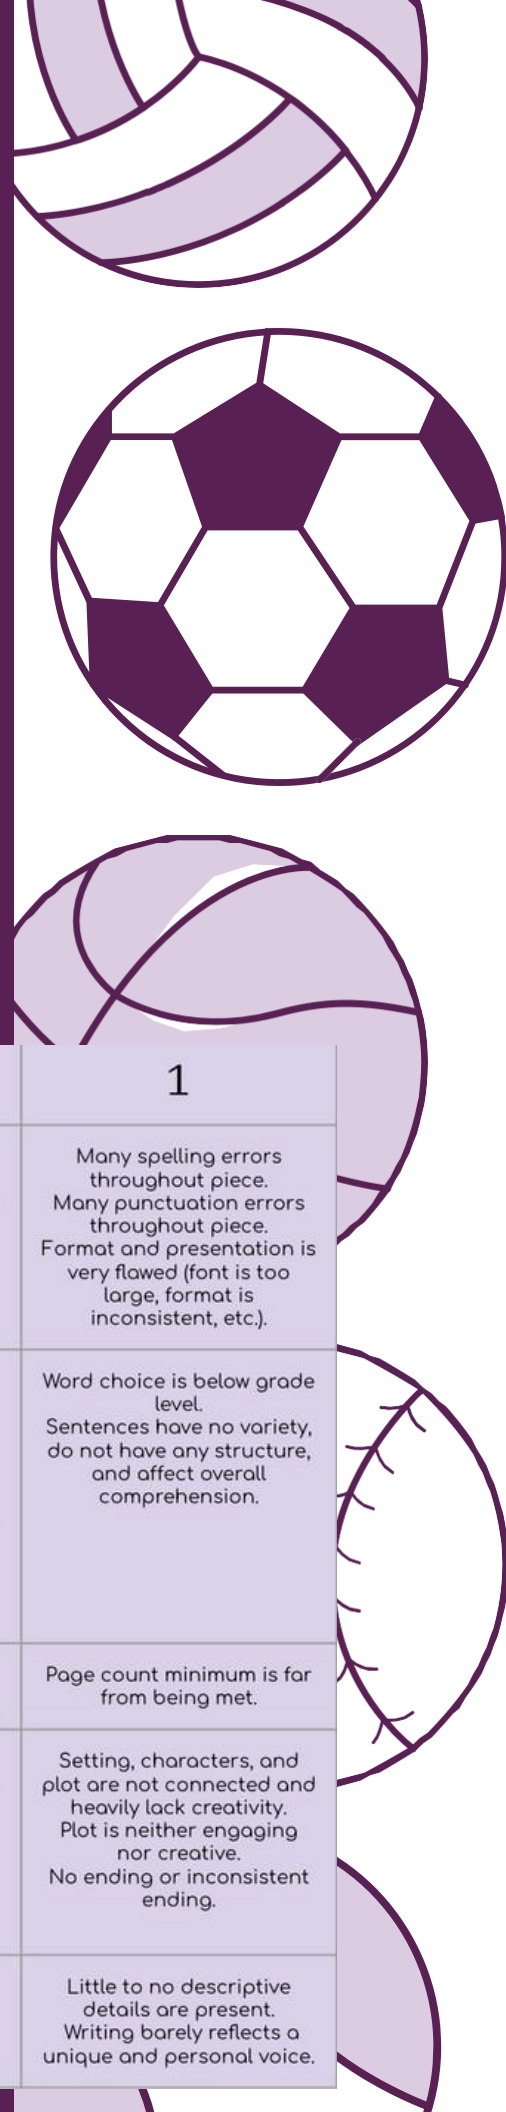 1
Many spelling errors
throughout piece.
Many punctuation errors
throughout piece.
Format and presentation is
very flawed (font is too
large, format is
inconsistent, etc.).
Word choice is below grade
level.
Sentences have no variety,
do not have any structure,
and affect overall
comprehension.
Page count minimum is far
from being met.
Setting, characters, and
plot are not connected and
heavily lack creativity.
Plot is neither engaging
nor creative.
No ending or inconsistent
ending.
Little to no descriptive
details are present.
Writing barely reflects a
unique and personal voice.